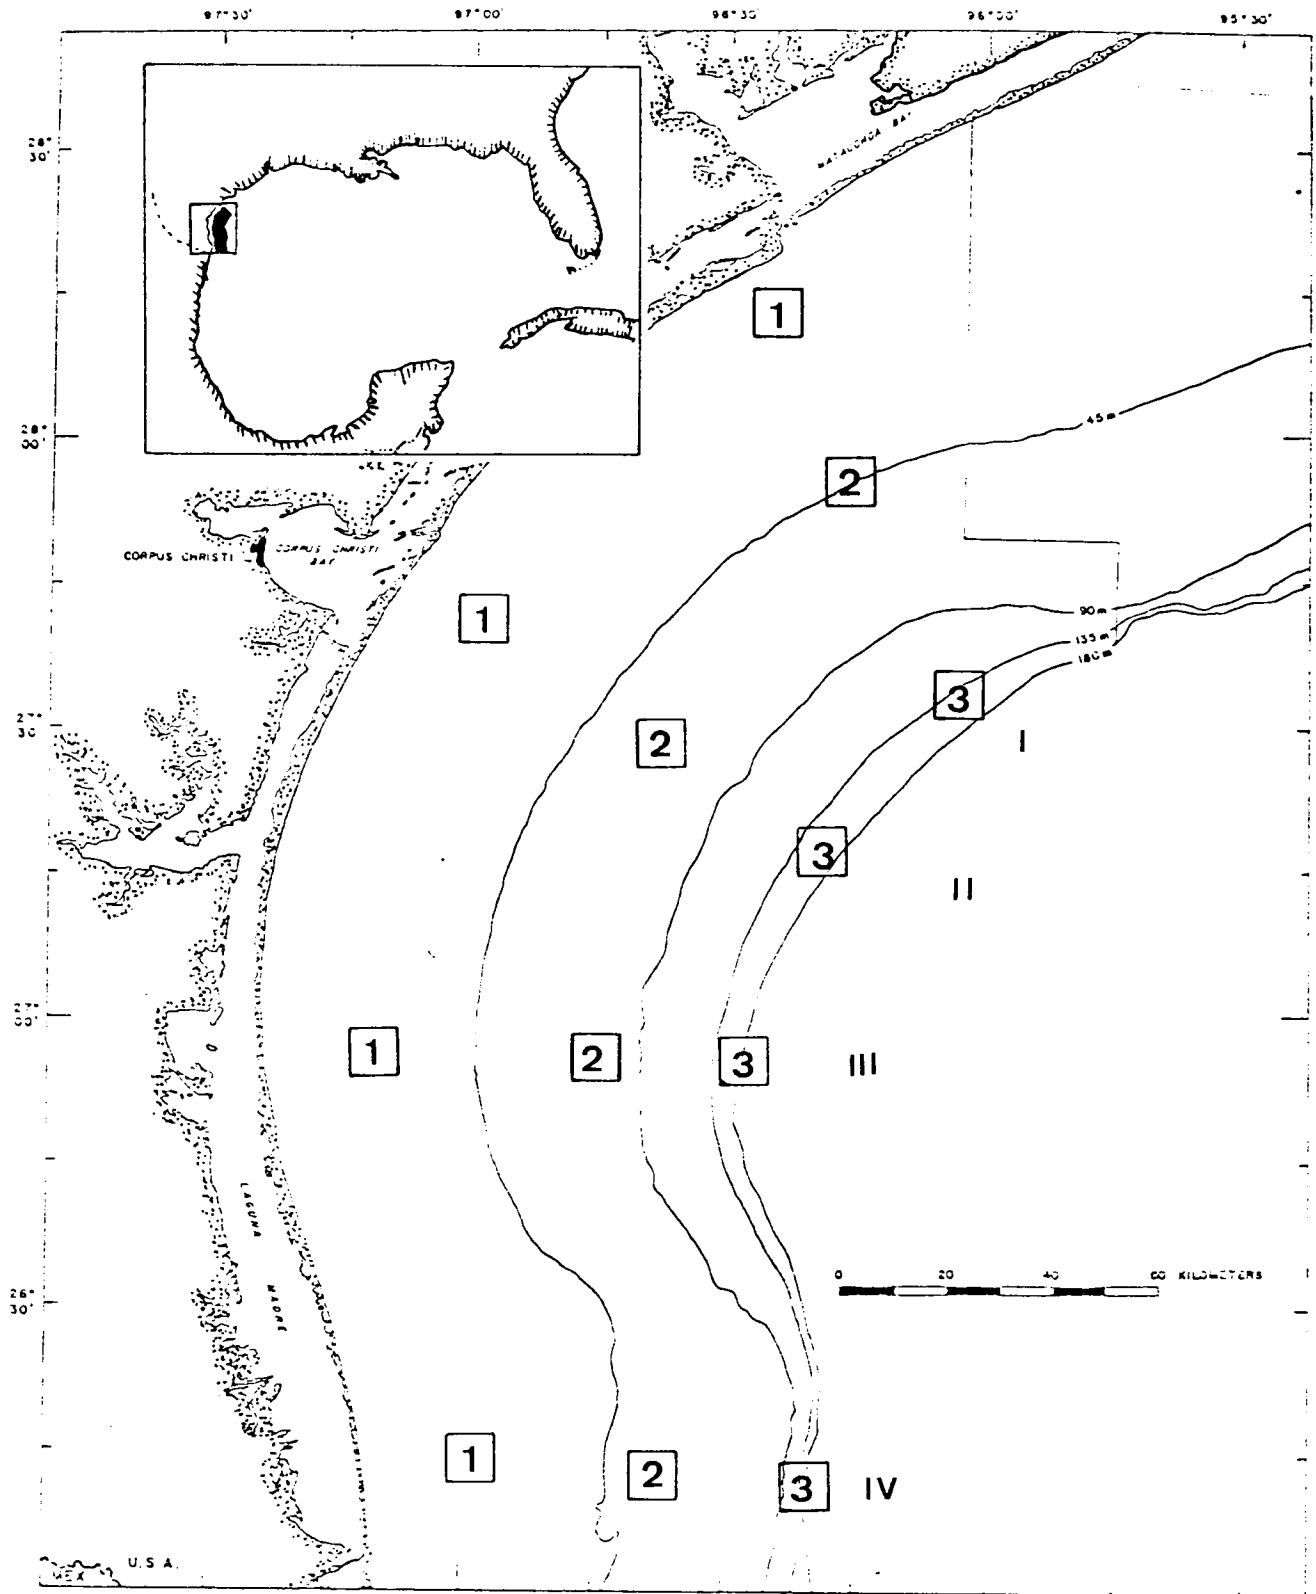 97°30' 97°00' 96°30' 96°00' 95°30'
28°
30'
MATAGORDA BAY
1
45 m
28°
00'
2
CORPUS CHRISTI
CORPUS CHRISTI
BAY
1
90 m
135 m
180 m
3
27°
30'
2
I
3
II
27°
00'
1
2
3
III
LAGUNA
MADRE
0 20 40 60 KILOMETERS
26°
30'
1
2
3
IV
U.S.A.
MEX